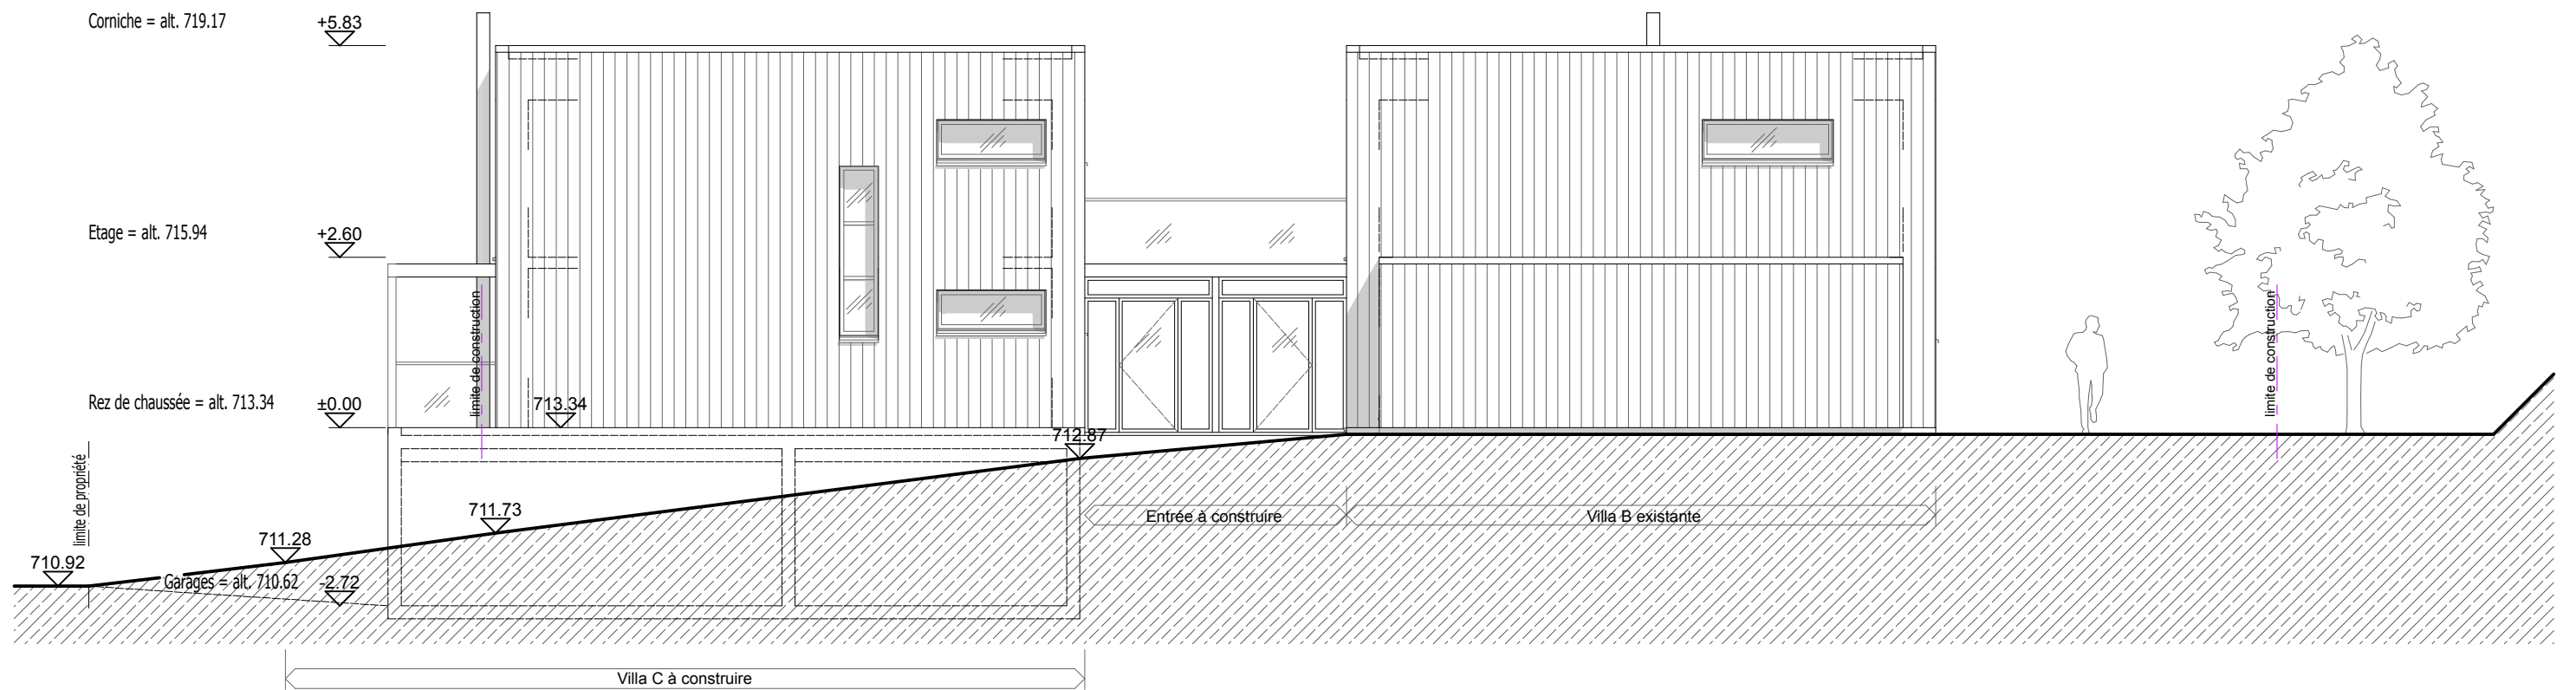 Corniche = alt. 719.17
+5.83
Etage = alt. 715.94
+2.60
Rez de chaussée = alt. 713.34
±0.00
limite de construction
713.34
limite de construction
712.87
limite de propriété
711.73
Entrée à construire
Villa B existante
711.28
710.92
Garages = alt. 710.62
-2.72
Villa C à construire